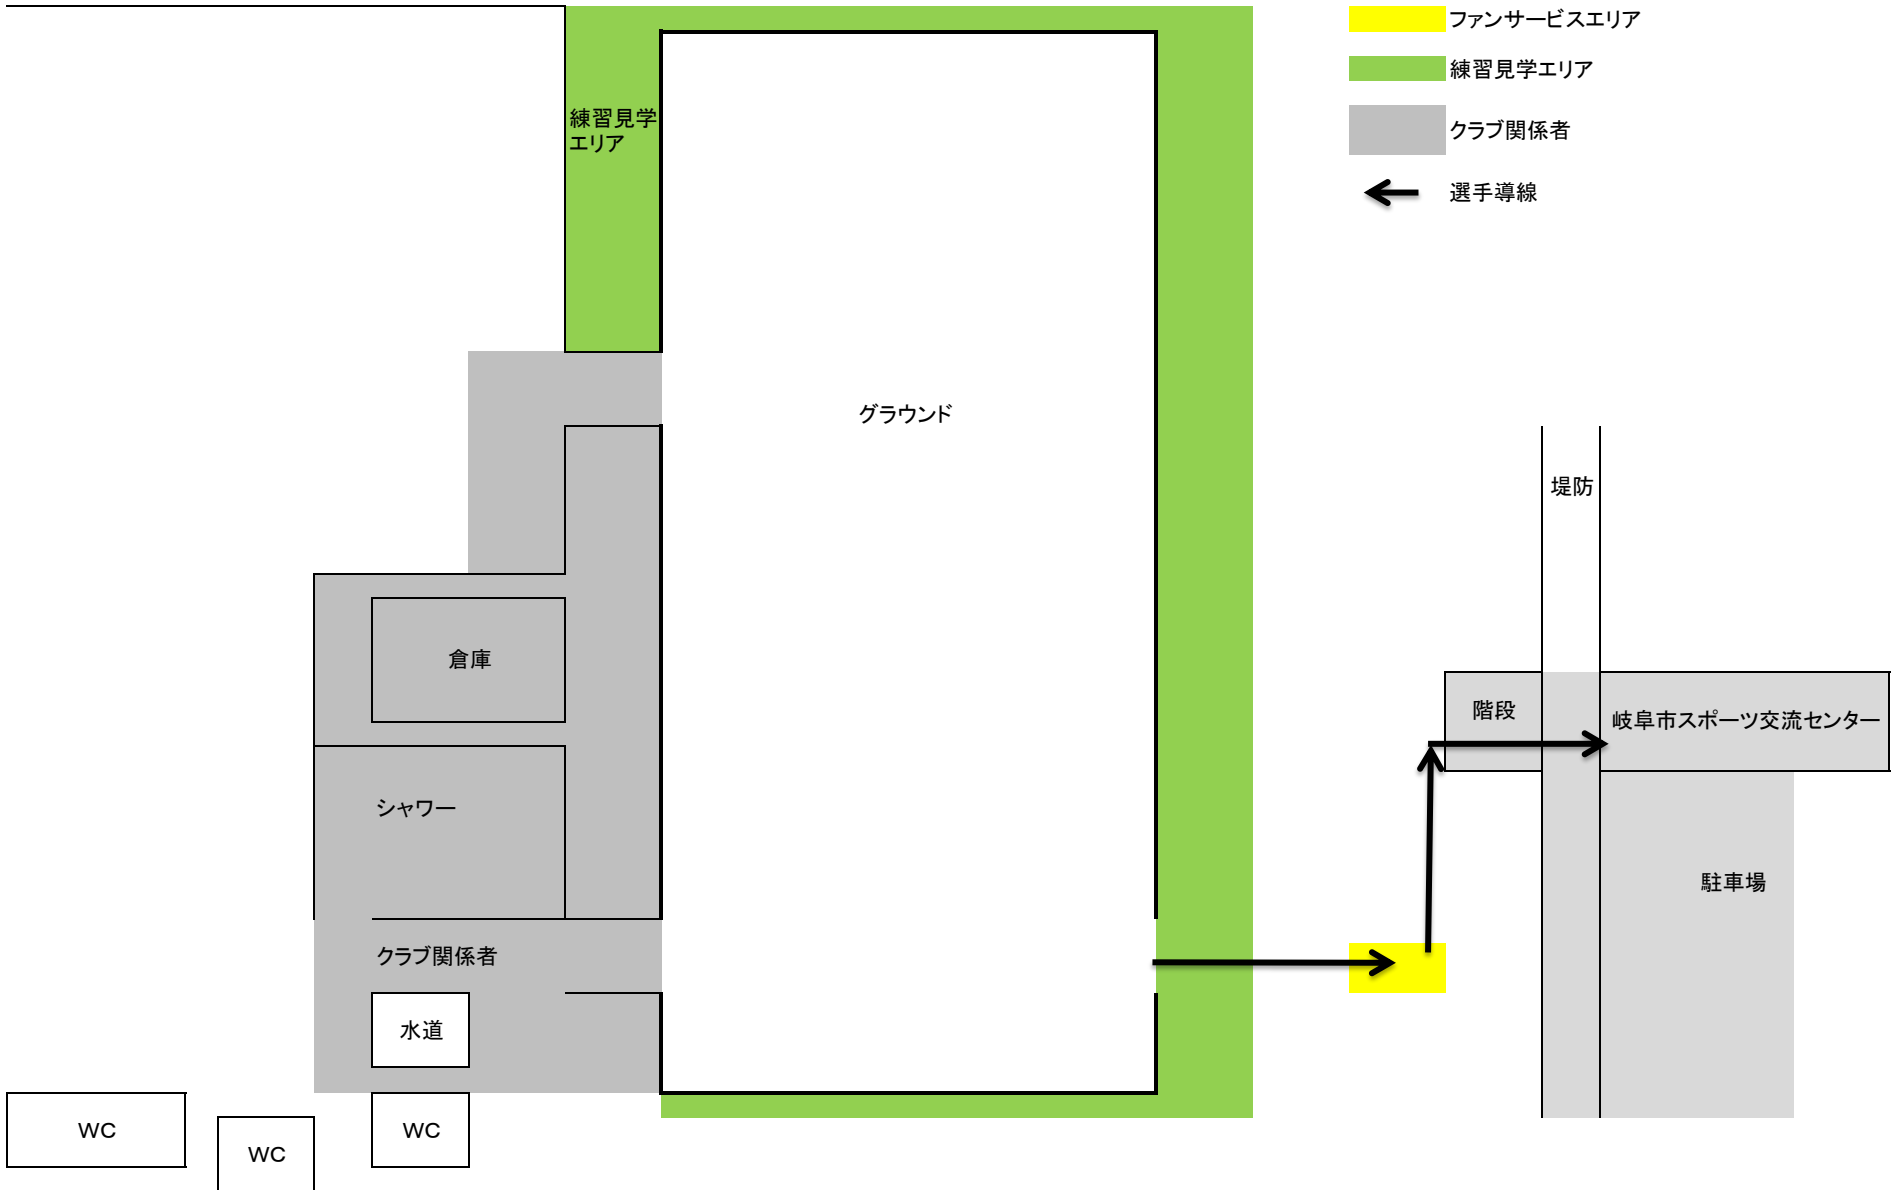 ファンサービスエリア
練習見学エリア
クラブ関係者
選手導線
練習見学
エリア
グラウンド
堤防
倉庫
階段
岐阜市スポーツ交流センター
シャワー
駐車場
クラブ関係者
水道
WC
WC
WC